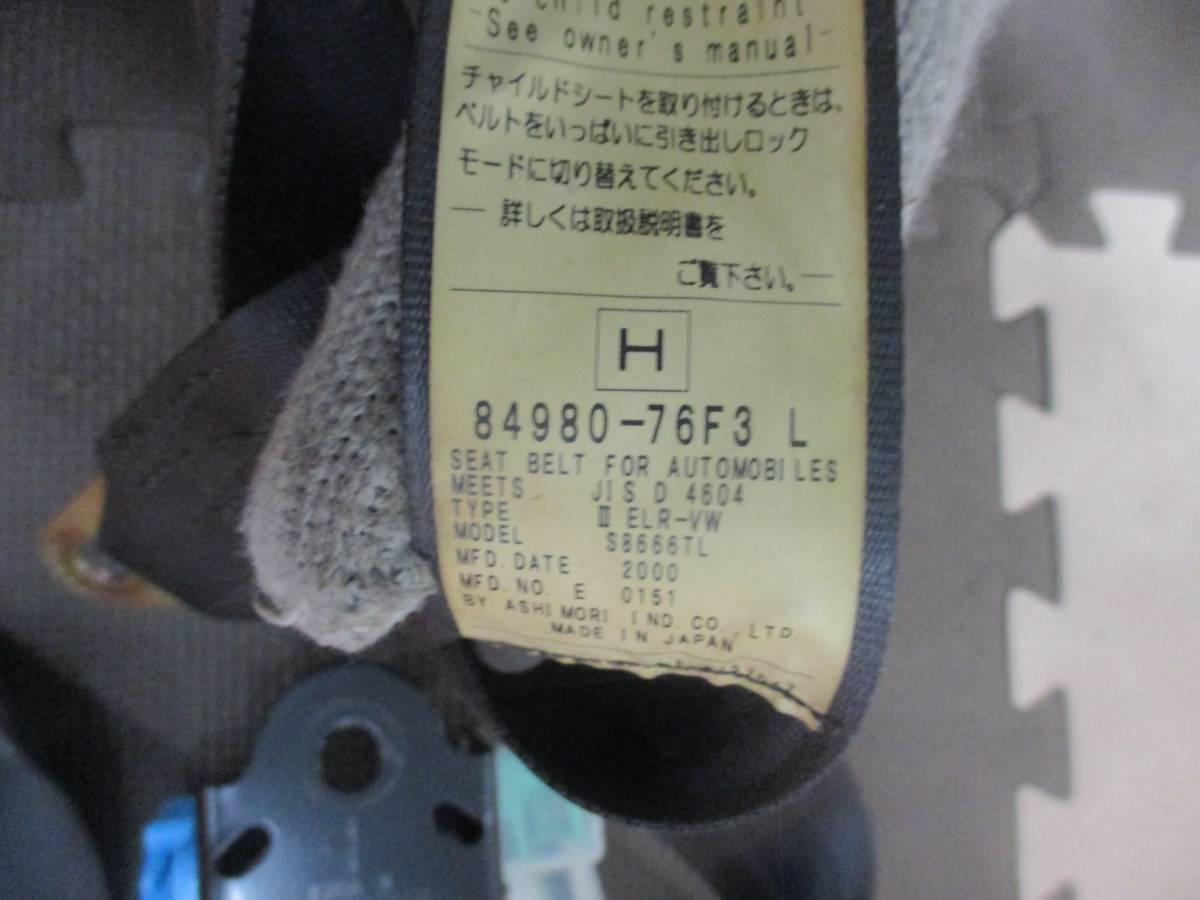 child restraint
-See owner's manual-
チャイルドシートを取り付けるときは、
ベルトをいっぱいに引き出しロック
モードに切り替えてください。
— 詳しくは取扱説明書を
ご覧下さい。—
H
84980-76F3 L
SEAT BELT FOR AUTOMOBILES
MEETS JIS D 4604
TYPE Ⅲ ELR-VW
MODEL S8666TL
MFD.DATE 2000
MFD.NO. E 0151
BY ASHIMORI IND.CO.,LTD.
MADE IN JAPAN